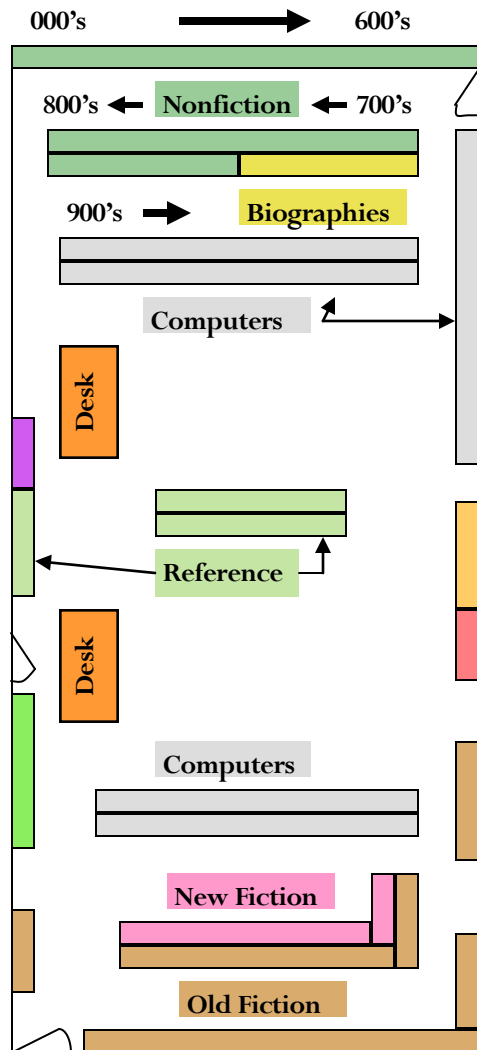 000's 600's
800's Nonfiction 700's
900's Biographies
Computers
Desk
Reference
Desk
Computers
New Fiction
Old Fiction